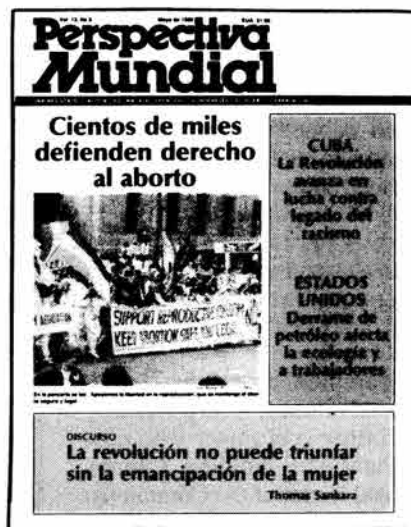 Perspectiva
Mundial
Cientos de miles
defienden derecho
al aborto
SUPPORT REPRODUCTIVE
KEEP ABORTION SAFE AND LEGAL
CUBA
La Revolución
avanza en
lucha contra
legado del
racismo
ESTADOS
UNIDOS
Derrame de
petróleo afecta
la ecología y
a trabajadores
DISCURSO
La revolución no puede triunfar
sin la emancipación de la mujer
Thomas Sankara